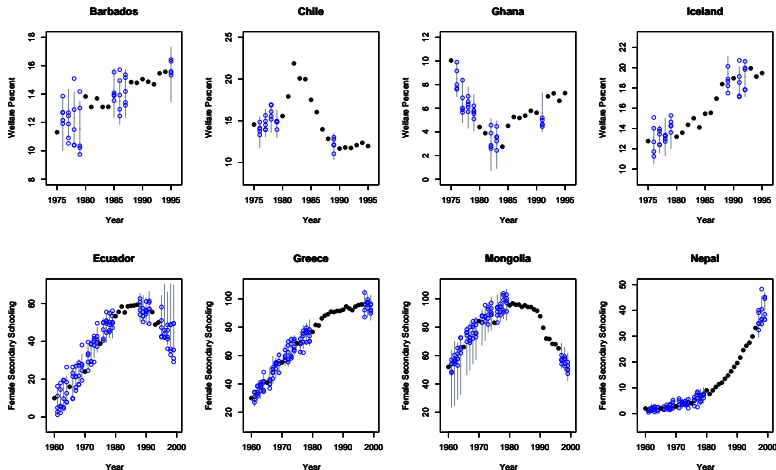 Barbados
Chile
Ghana
Iceland
Welfare Percent
8 10 12 14 16 18
1975 1980 1985 1990 1995
Year
Welfare Percent
10 15 20 25
1975 1980 1985 1990 1995
Year
Welfare Percent
0 2 4 6 8 10 12
1975 1980 1985 1990 1995
Year
Welfare Percent
10 12 14 16 18 20 22
1975 1980 1985 1990 1995
Year
Ecuador
Greece
Mongolia
Nepal
Female Secondary Schooling
0 20 40 60
1960 1970 1980 1990 2000
Year
Female Secondary Schooling
20 40 60 80 100
1960 1970 1980 1990 2000
Year
Female Secondary Schooling
20 40 60 80 100
1960 1970 1980 1990 2000
Year
Female Secondary Schooling
0 10 20 30 40 50
1960 1970 1980 1990 2000
Year